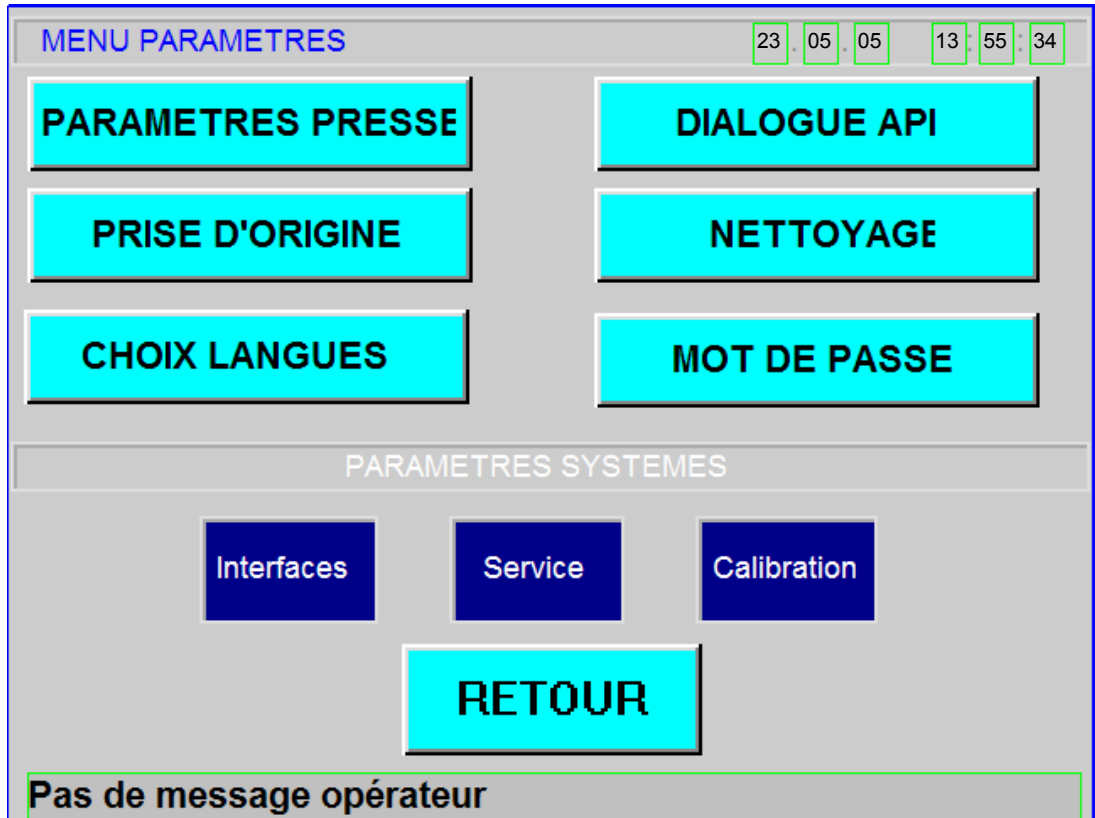 MENU PARAMETRES 23 . 05 . 05 13 : 55 : 34
PARAMETRES PRESSE DIALOGUE API
PRISE D'ORIGINE NETTOYAGE
CHOIX LANGUES MOT DE PASSE
PARAMETRES SYSTEMES
Interfaces Service Calibration
RETOUR
Pas de message opérateur